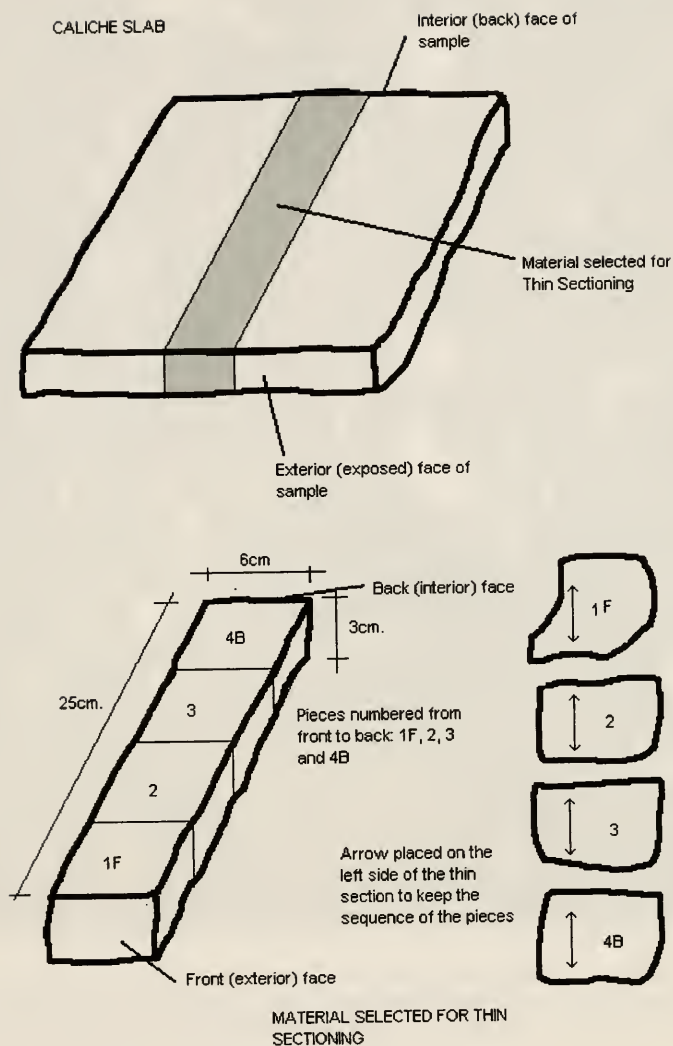 CALICHE SLAB
Interior (back) face of
sample
Material selected for
Thin Sectioning
Exterior (exposed) face of
sample
6cm
Back (interior) face
3cm.
25cm.
4B
3
2
1F
Pieces numbered from
front to back: 1F, 2, 3
and 4B
Front (exterior) face
1F
2
3
4B
Arrow placed on the
left side of the thin
section to keep the
sequence of the pieces
MATERIAL SELECTED FOR THIN
SECTIONING